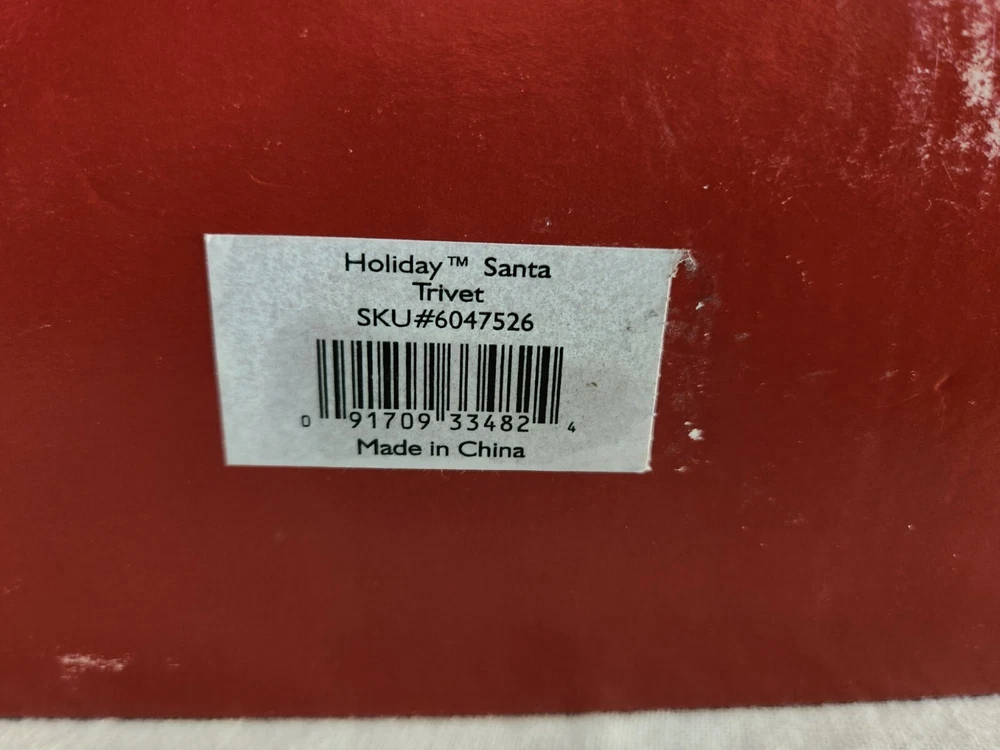 Holiday™ Santa
Trivet
SKU#6047526
0 91709 33482 4
Made in China